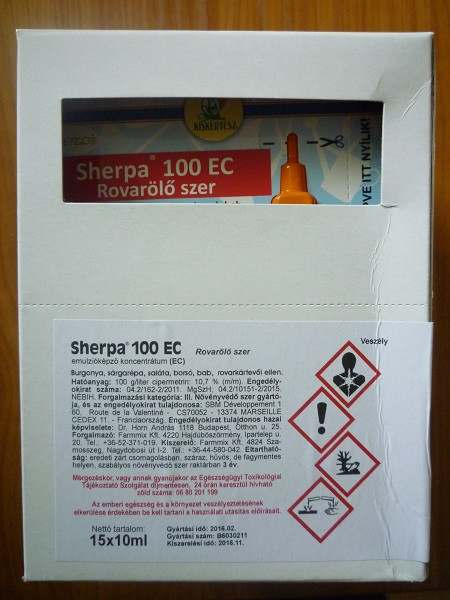 KISKERTÉSZ
Sherpa® 100 EC
Rovarölő szer
PVE ITT NYÍLIK!
Sherpa® 100 EC Rovarölő szer
emulzióképző koncentrátum (EC)
Veszély
Burgonya, sárgarépa, saláta, borsó, bab, rovarkártevői ellen.
Hatóanyag: 100 g/liter cipermetrin: 10,7 % (m/m). Engedély-
okirat száma: 04.2/162-2/2011. MgSzH; 04.2/10151-2/2015.
NÉBIH. Forgalmazási kategória: III. Növényvédő szer gyártó-
ja, és az engedélyokirat tulajdonosa: SBM Développement 1
60, Route de la Valentine - CS70052 - 13374 MARSEILLE
CEDEX 11. - Franciaország. Engedélyokirat tulajdonos hazai
képviselete: Dr. Horn András 1118 Budapest, Otthon u. 25.
Forgalmazó: Farmmix Kft. 4220 Hajdúböszörmény, Ipartelep u.
20. Tel.: +36-52-371-019. Kiszerelő: Farmmix Kft. 4824 Sza-
mosszeg, Nagydobosi út I-2. Tel.: +36-44-580-042. Eltartható-
ság: eredeti zárt csomagolásban, száraz, hűvös, de fagymentes
helyen, szabályos növényvédő szer raktárban 3 év.
Mérgezéskor, vagy annak gyanújakor az Egészségügyi Toxikológiai
Tájékoztató Szolgálat díjmentesen, 24 órán keresztül hívható
zöld száma: 06 80 201 199
Az emberi egészség és a környezet veszélyeztetésének
elkerülése érdekében be kell tartani a használati utasítás előírásait.
Nettó tartalom:
15x10ml
Gyártási idő: 2016.02.
Gyártási szám: B6030211
Kiszerelési idő: 2016.11.